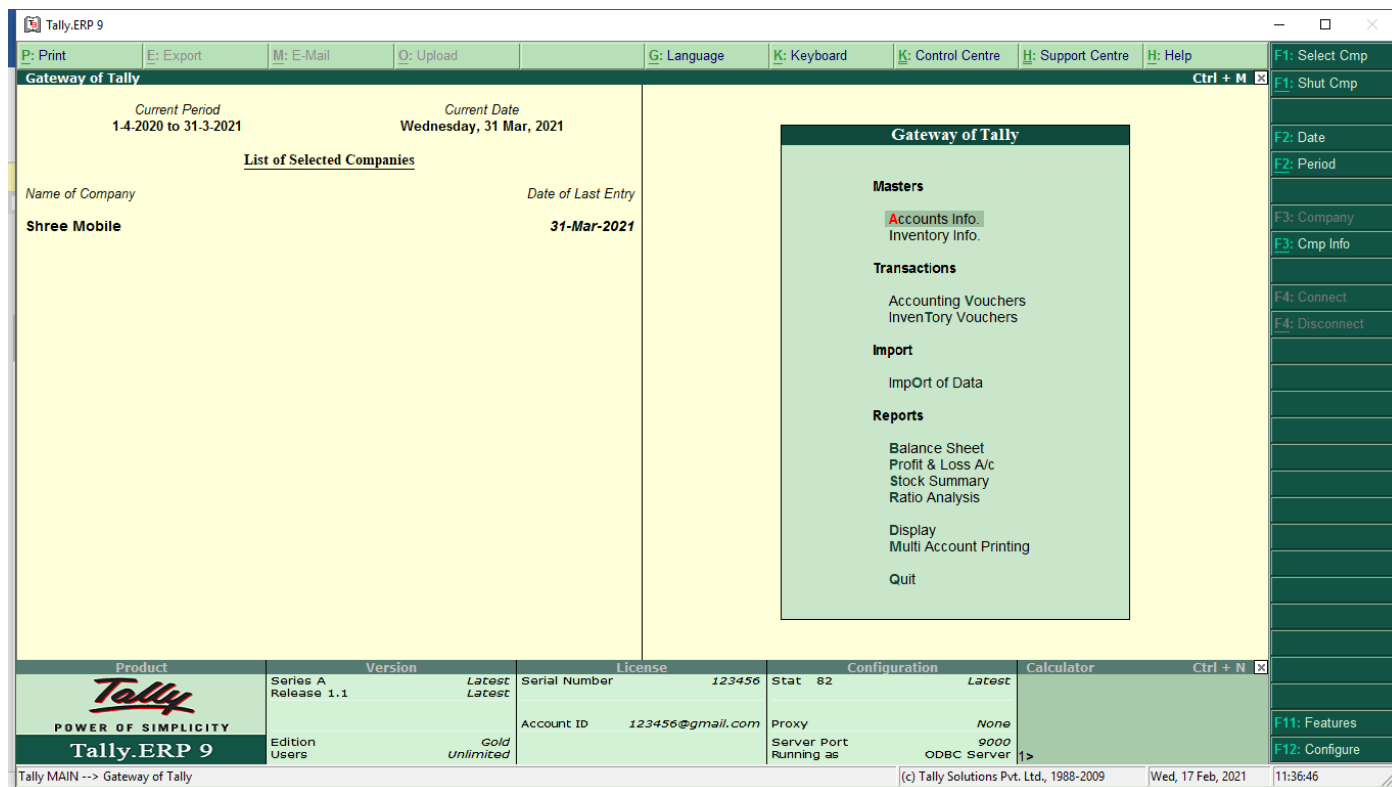 Tally.ERP 9
P: Print E: Export M: E-Mail O: Upload G: Language K: Keyboard K: Control Centre H: Support Centre H: Help
Gateway of Tally Ctrl + M
Current Period Current Date
1-4-2020 to 31-3-2021 Wednesday, 31 Mar, 2021
List of Selected Companies
Name of Company Date of Last Entry
Shree Mobile 31-Mar-2021
Gateway of Tally
Masters
Accounts Info.
Inventory Info.
Transactions
Accounting Vouchers
InvenTory Vouchers
Import
ImpOrt of Data
Reports
Balance Sheet
Profit & Loss A/c
Stock Summary
Ratio Analysis
Display
Multi Account Printing
Quit
F1: Select Cmp
F1: Shut Cmp
F2: Date
F2: Period
F3: Company
F3: Cmp Info
F4: Connect
F4: Disconnect
F11: Features
F12: Configure
Product Version License Configuration Calculator Ctrl + N
Tally
POWER OF SIMPLICITY
Tally.ERP 9
Series A Latest
Release 1.1 Latest
Edition Gold
Users Unlimited
Serial Number 123456
Account ID 123456@gmail.com
Stat 82 Latest
Proxy None
Server Port 9000
Running as ODBC Server
1>
Tally MAIN --> Gateway of Tally (c) Tally Solutions Pvt. Ltd., 1988-2009 Wed, 17 Feb, 2021 11:36:46